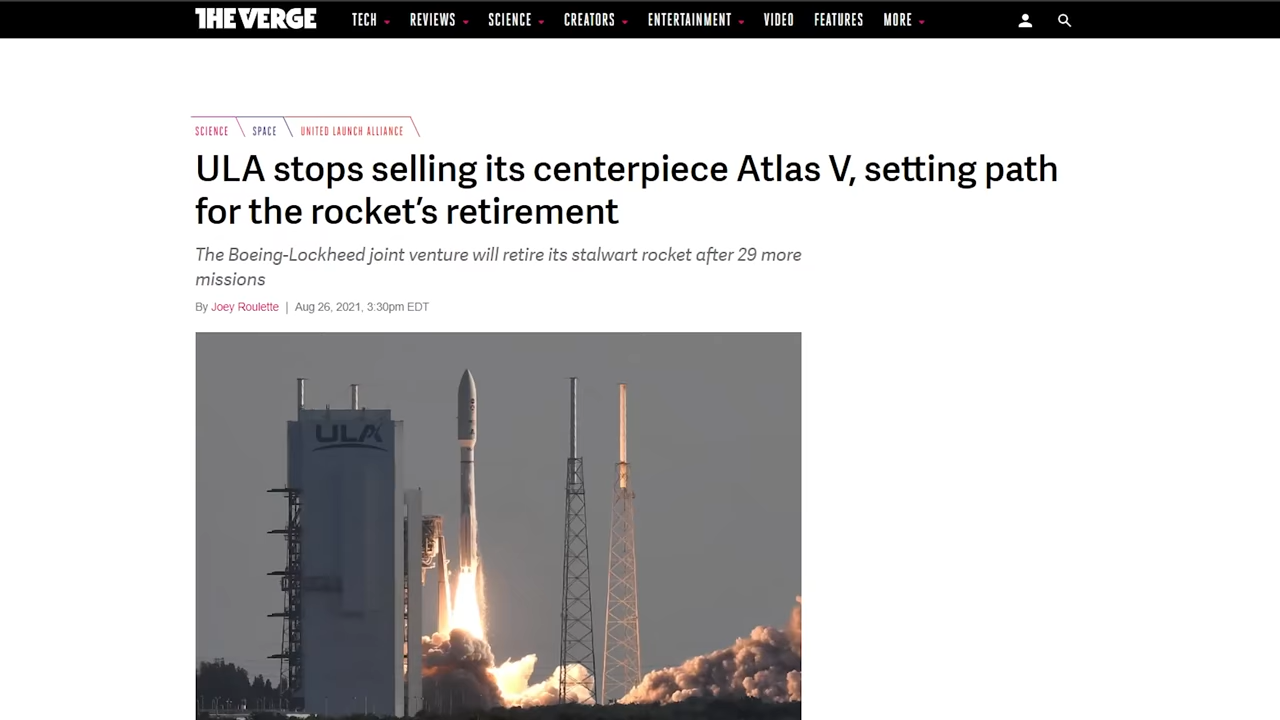 THE VERGE TECH REVIEWS SCIENCE CREATORS ENTERTAINMENT VIDEO FEATURES MORE
SCIENCE SPACE UNITED LAUNCH ALLIANCE
ULA stops selling its centerpiece Atlas V, setting path
for the rocket’s retirement
The Boeing-Lockheed joint venture will retire its stalwart rocket after 29 more
missions
By Joey Roulette | Aug 26, 2021, 3:30pm EDT
ULA